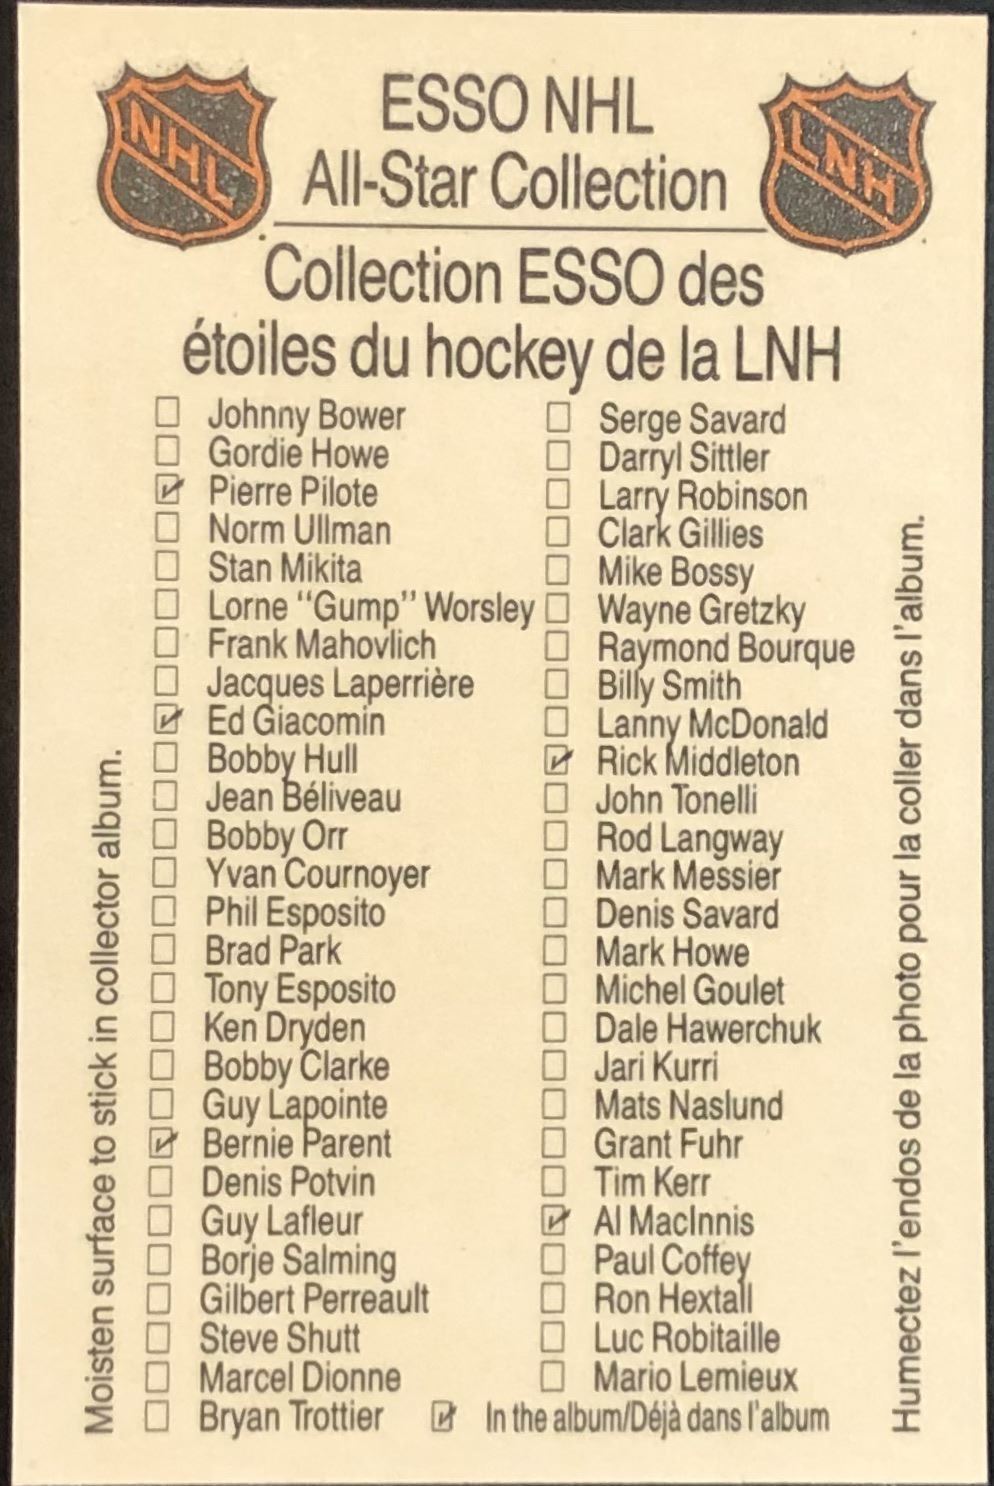 NHL
ESSO NHL
LNH
All-Star Collection
Collection ESSO des
étoiles du hockey de la LNH
☐ Johnny Bower
☐ Gordie Howe
☑ Pierre Pilote
☐ Norm Ullman
☐ Stan Mikita
☐ Lorne "Gump" Worsley
☐ Frank Mahovlich
☐ Jacques Laperrière
☑ Ed Giacomin
☐ Bobby Hull
☐ Jean Béliveau
☐ Bobby Orr
☐ Yvan Cournoyer
☐ Phil Esposito
☐ Brad Park
☐ Tony Esposito
☐ Ken Dryden
☐ Bobby Clarke
☐ Guy Lapointe
☑ Bernie Parent
☐ Denis Potvin
☐ Guy Lafleur
☐ Borje Salming
☐ Gilbert Perreault
☐ Steve Shutt
☐ Marcel Dionne
☐ Bryan Trottier
☐ Serge Savard
☐ Darryl Sittler
☐ Larry Robinson
☐ Clark Gillies
☐ Mike Bossy
☐ Wayne Gretzky
☐ Raymond Bourque
☐ Billy Smith
☐ Lanny McDonald
☑ Rick Middleton
☐ John Tonelli
☐ Rod Langway
☐ Mark Messier
☐ Denis Savard
☐ Mark Howe
☐ Michel Goulet
☐ Dale Hawerchuk
☐ Jari Kurri
☐ Mats Naslund
☐ Grant Fuhr
☐ Tim Kerr
☑ Al MacInnis
☐ Paul Coffey
☐ Ron Hextall
☐ Luc Robitaille
☐ Mario Lemieux
☑ In the album/Déjà dans l'album
Moisten surface to stick in collector album.
Humectez l'endos de la photo pour la coller dans l'album.